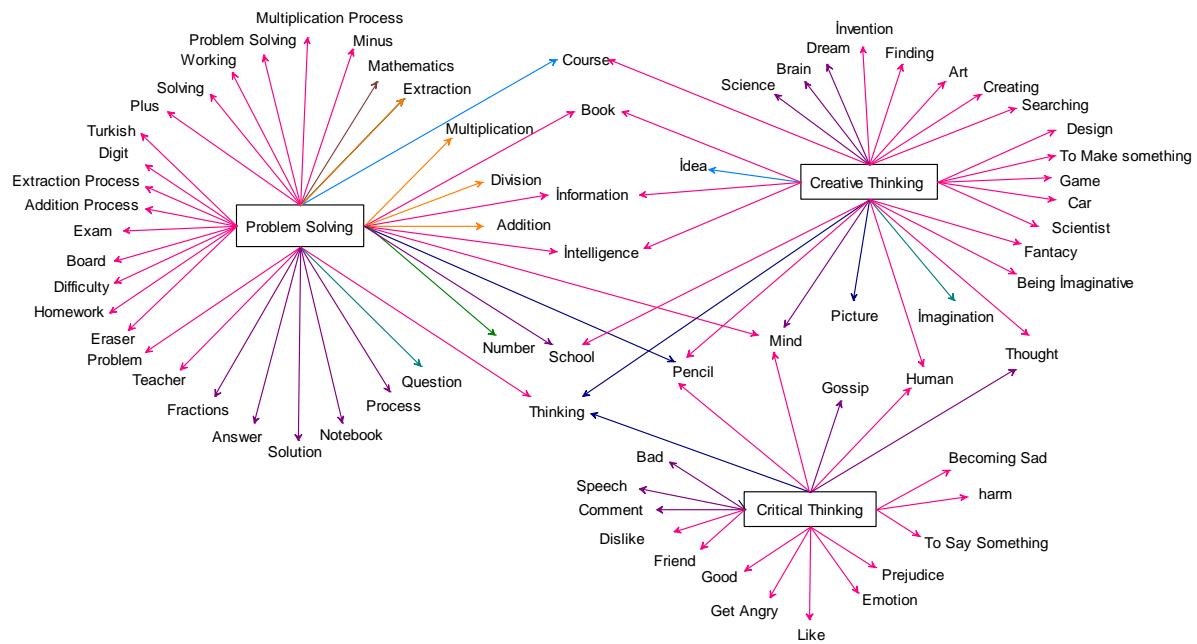 Multiplication Process
Problem Solving
Minus
Working
Mathematics
Solving
Extraction
Plus
Turkish
Digit
Extraction Process
Addition Process
Exam
Board
Difficulty
Homework
Eraser
Problem
Teacher
Fractions
Answer
Solution
Notebook
Process
Question
Problem Solving
Multiplication
Division
Addition
Number
Course
Book
İdea
İnformation
İntelligence
School
Pencil
Mind
Thinking
Science
Brain
Dream
İnvention
Finding
Art
Creating
Searching
Design
To Make something
Game
Car
Scientist
Fantacy
Being İmaginative
Creative Thinking
Picture
İmagination
Thought
Human
Gossip
Bad
Speech
Comment
Dislike
Friend
Good
Get Angry
Like
Emotion
Prejudice
To Say Something
harm
Becoming Sad
Critical Thinking